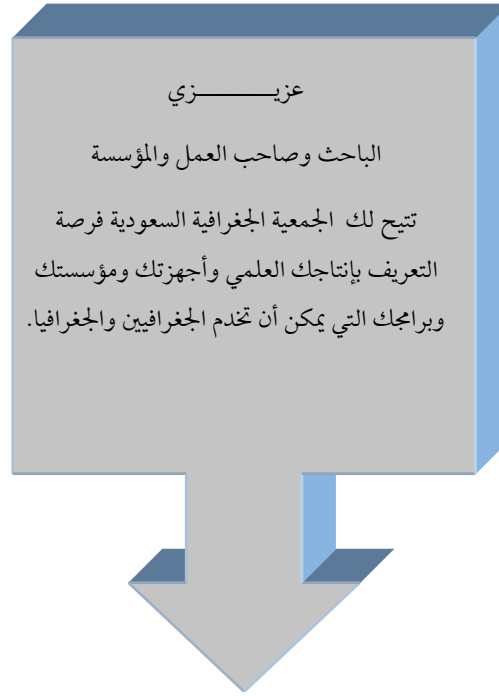 عزيـــــــــزي
الباحث وصاحب العمل والمؤسسة
تتيح لك الجمعية الجغرافية السعودية فرصة
التعريف بإنتاجك العلمي وأجهزتك ومؤسستك
وبرامجك التي يمكن أن تخدم الجغرافيين والجغرافيا.